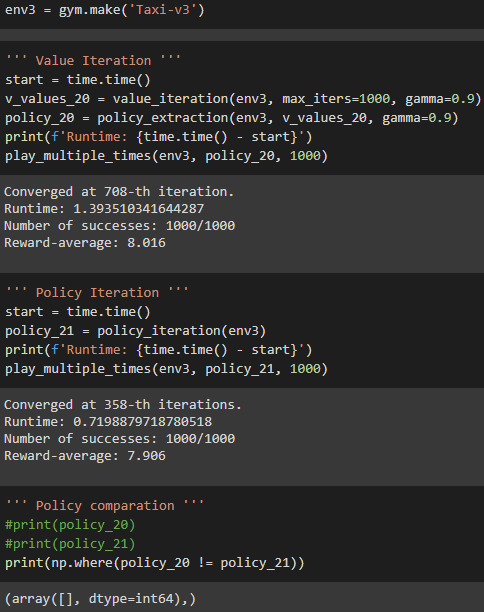 env3 = gym.make('Taxi-v3')
''' Value Iteration '''
start = time.time()
v_values_20 = value_iteration(env3, max_iters=1000, gamma=0.9)
policy_20 = policy_extraction(env3, v_values_20, gamma=0.9)
print(f'Runtime: {time.time() - start}')
play_multiple_times(env3, policy_20, 1000)
Converged at 708-th iteration.
Runtime: 1.393510341644287
Number of successes: 1000/1000
Reward-average: 8.016
''' Policy Iteration '''
start = time.time()
policy_21 = policy_iteration(env3)
print(f'Runtime: {time.time() - start}')
play_multiple_times(env3, policy_21, 1000)
Converged at 358-th iterations.
Runtime: 0.7198879718780518
Number of successes: 1000/1000
Reward-average: 7.906
''' Policy comparation '''
#print(policy_20)
#print(policy_21)
print(np.where(policy_20 != policy_21))
(array([], dtype=int64),)